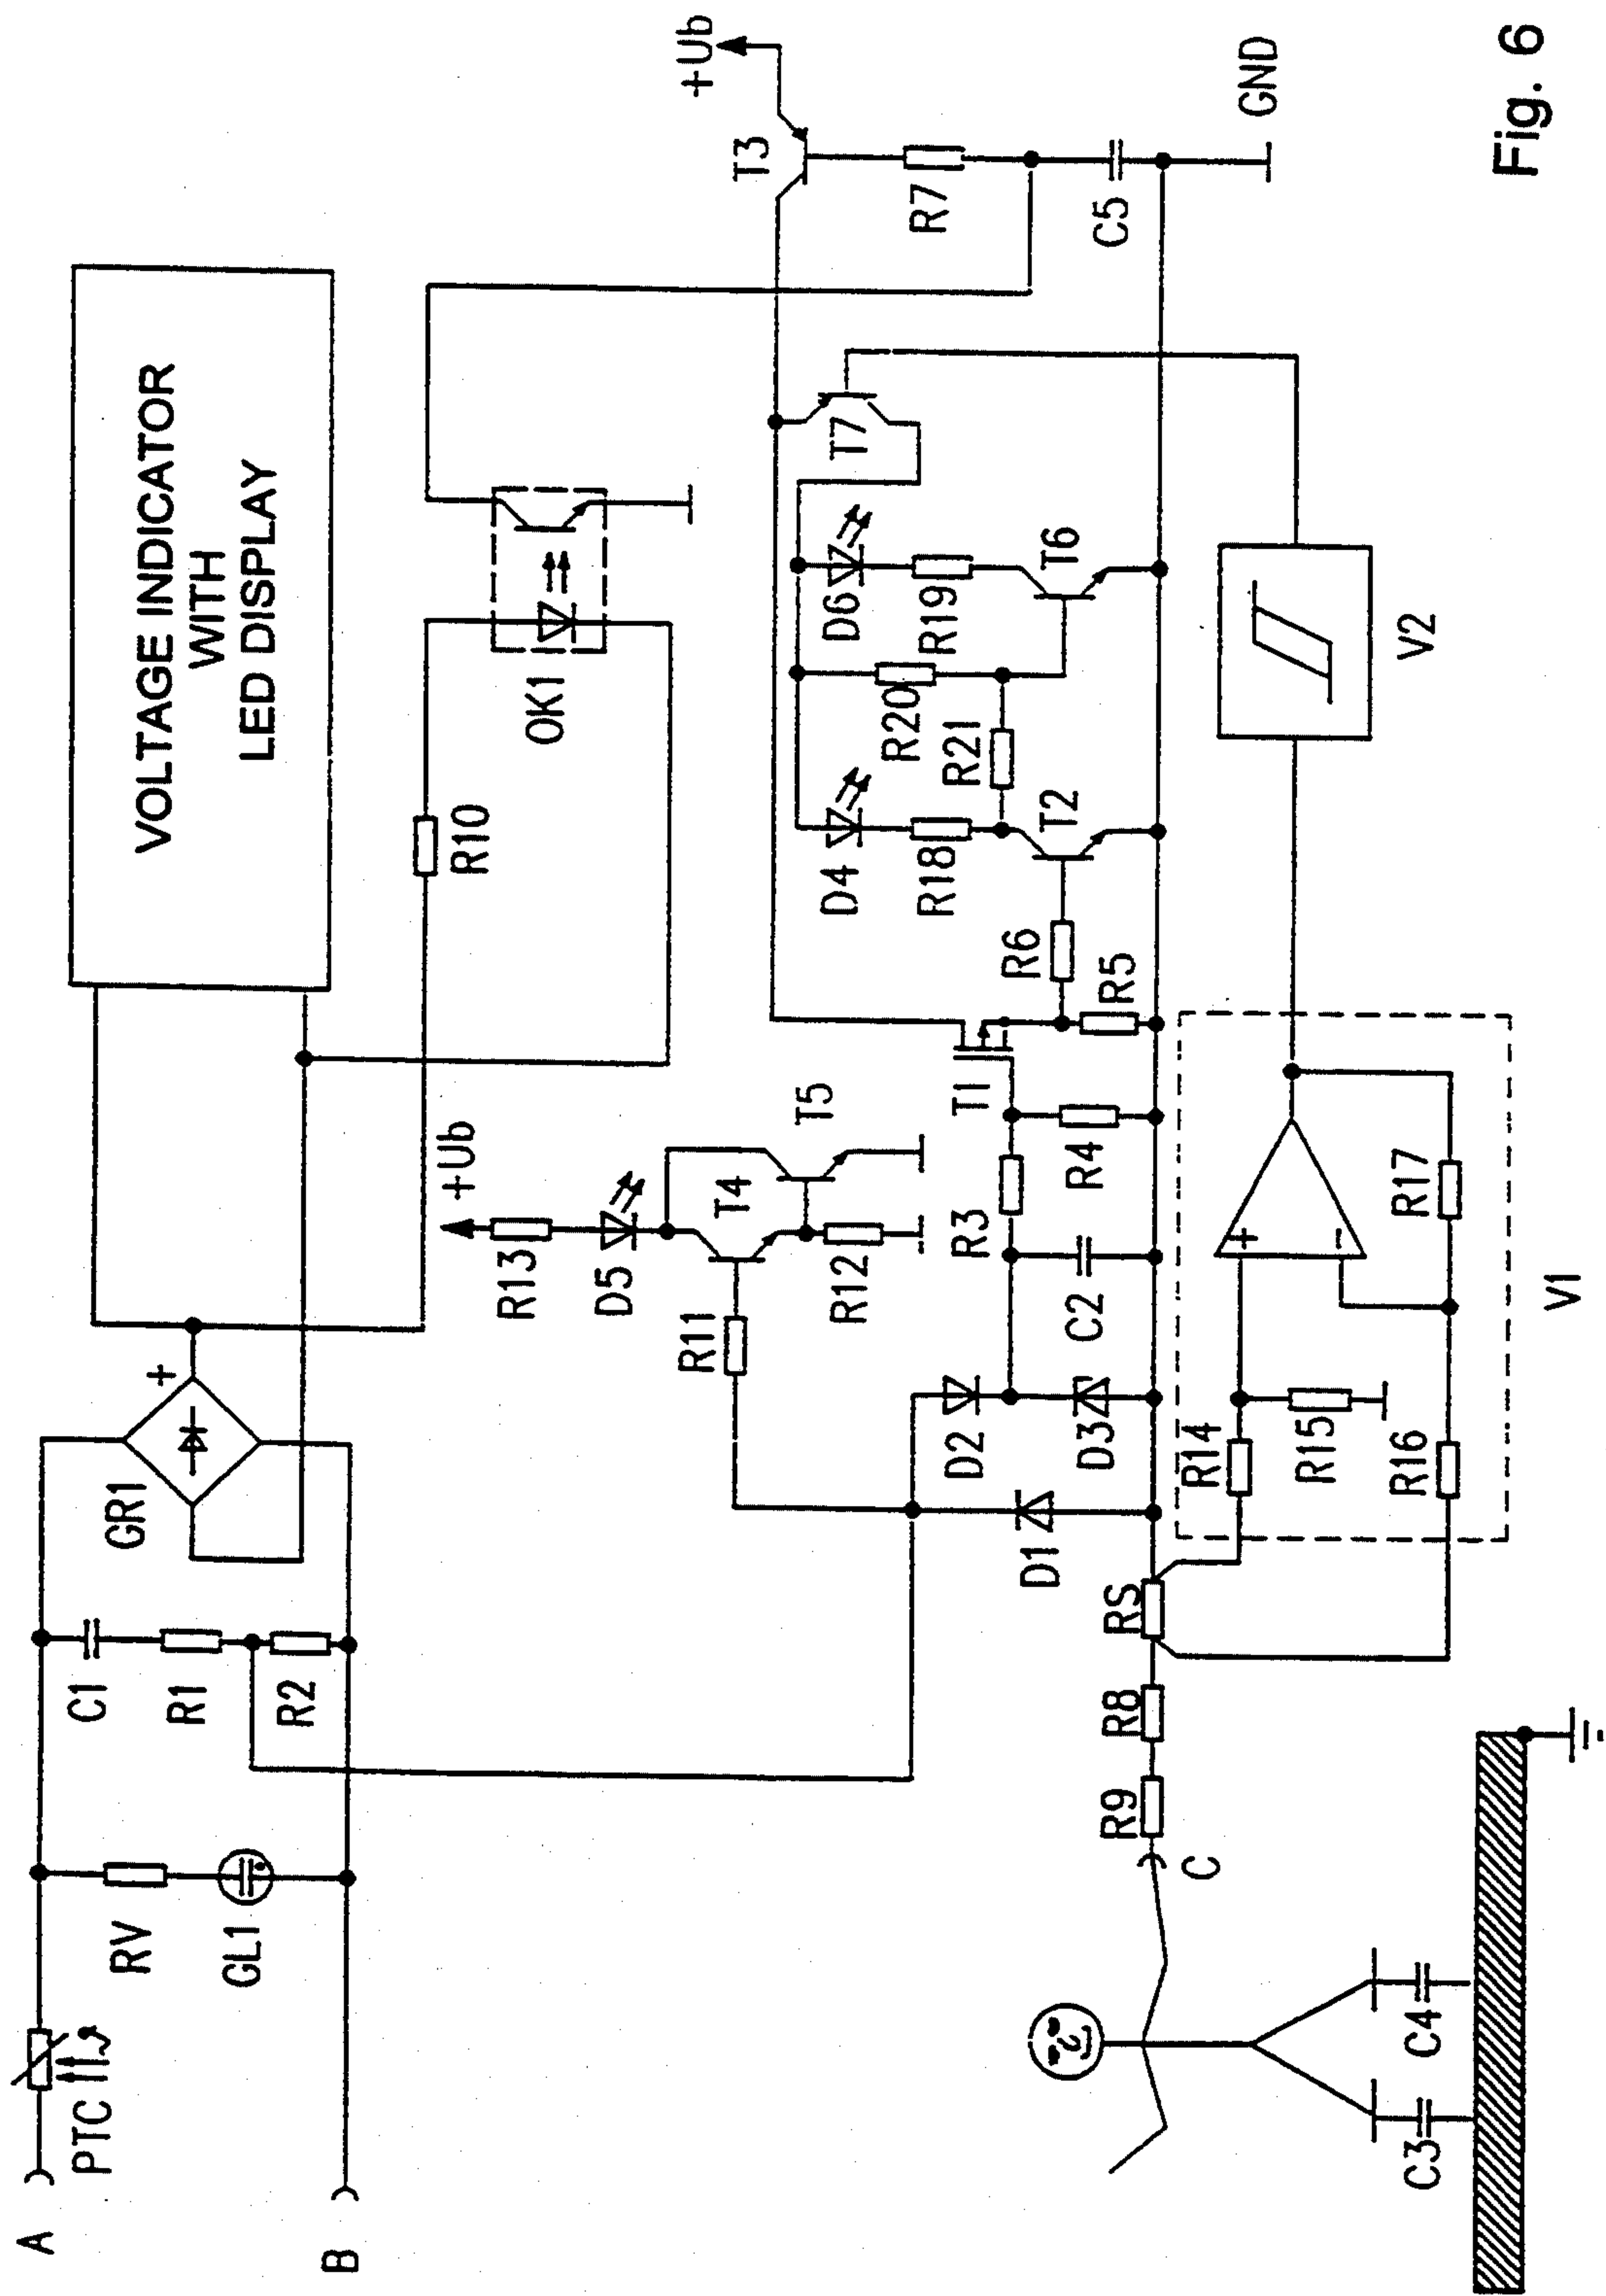 VOLTAGE INDICATOR
WITH
LED DISPLAY
A
B
PTC
RV
GL1
C1
R1
R2
GR1
+
R10
OK1
+Ub
R13
D5
T4
T5
R11
R12
+Ub
T3
R7
C5
GND
D1
D2
D3
C2
R3
R4
T1
R5
R6
D4
R18
T2
R20
R21
D6
R19
T6
T7
C
R9
R8
RS
R14
R15
R16
R17
+
-
V1
V2
C3
C4
Fig. 6